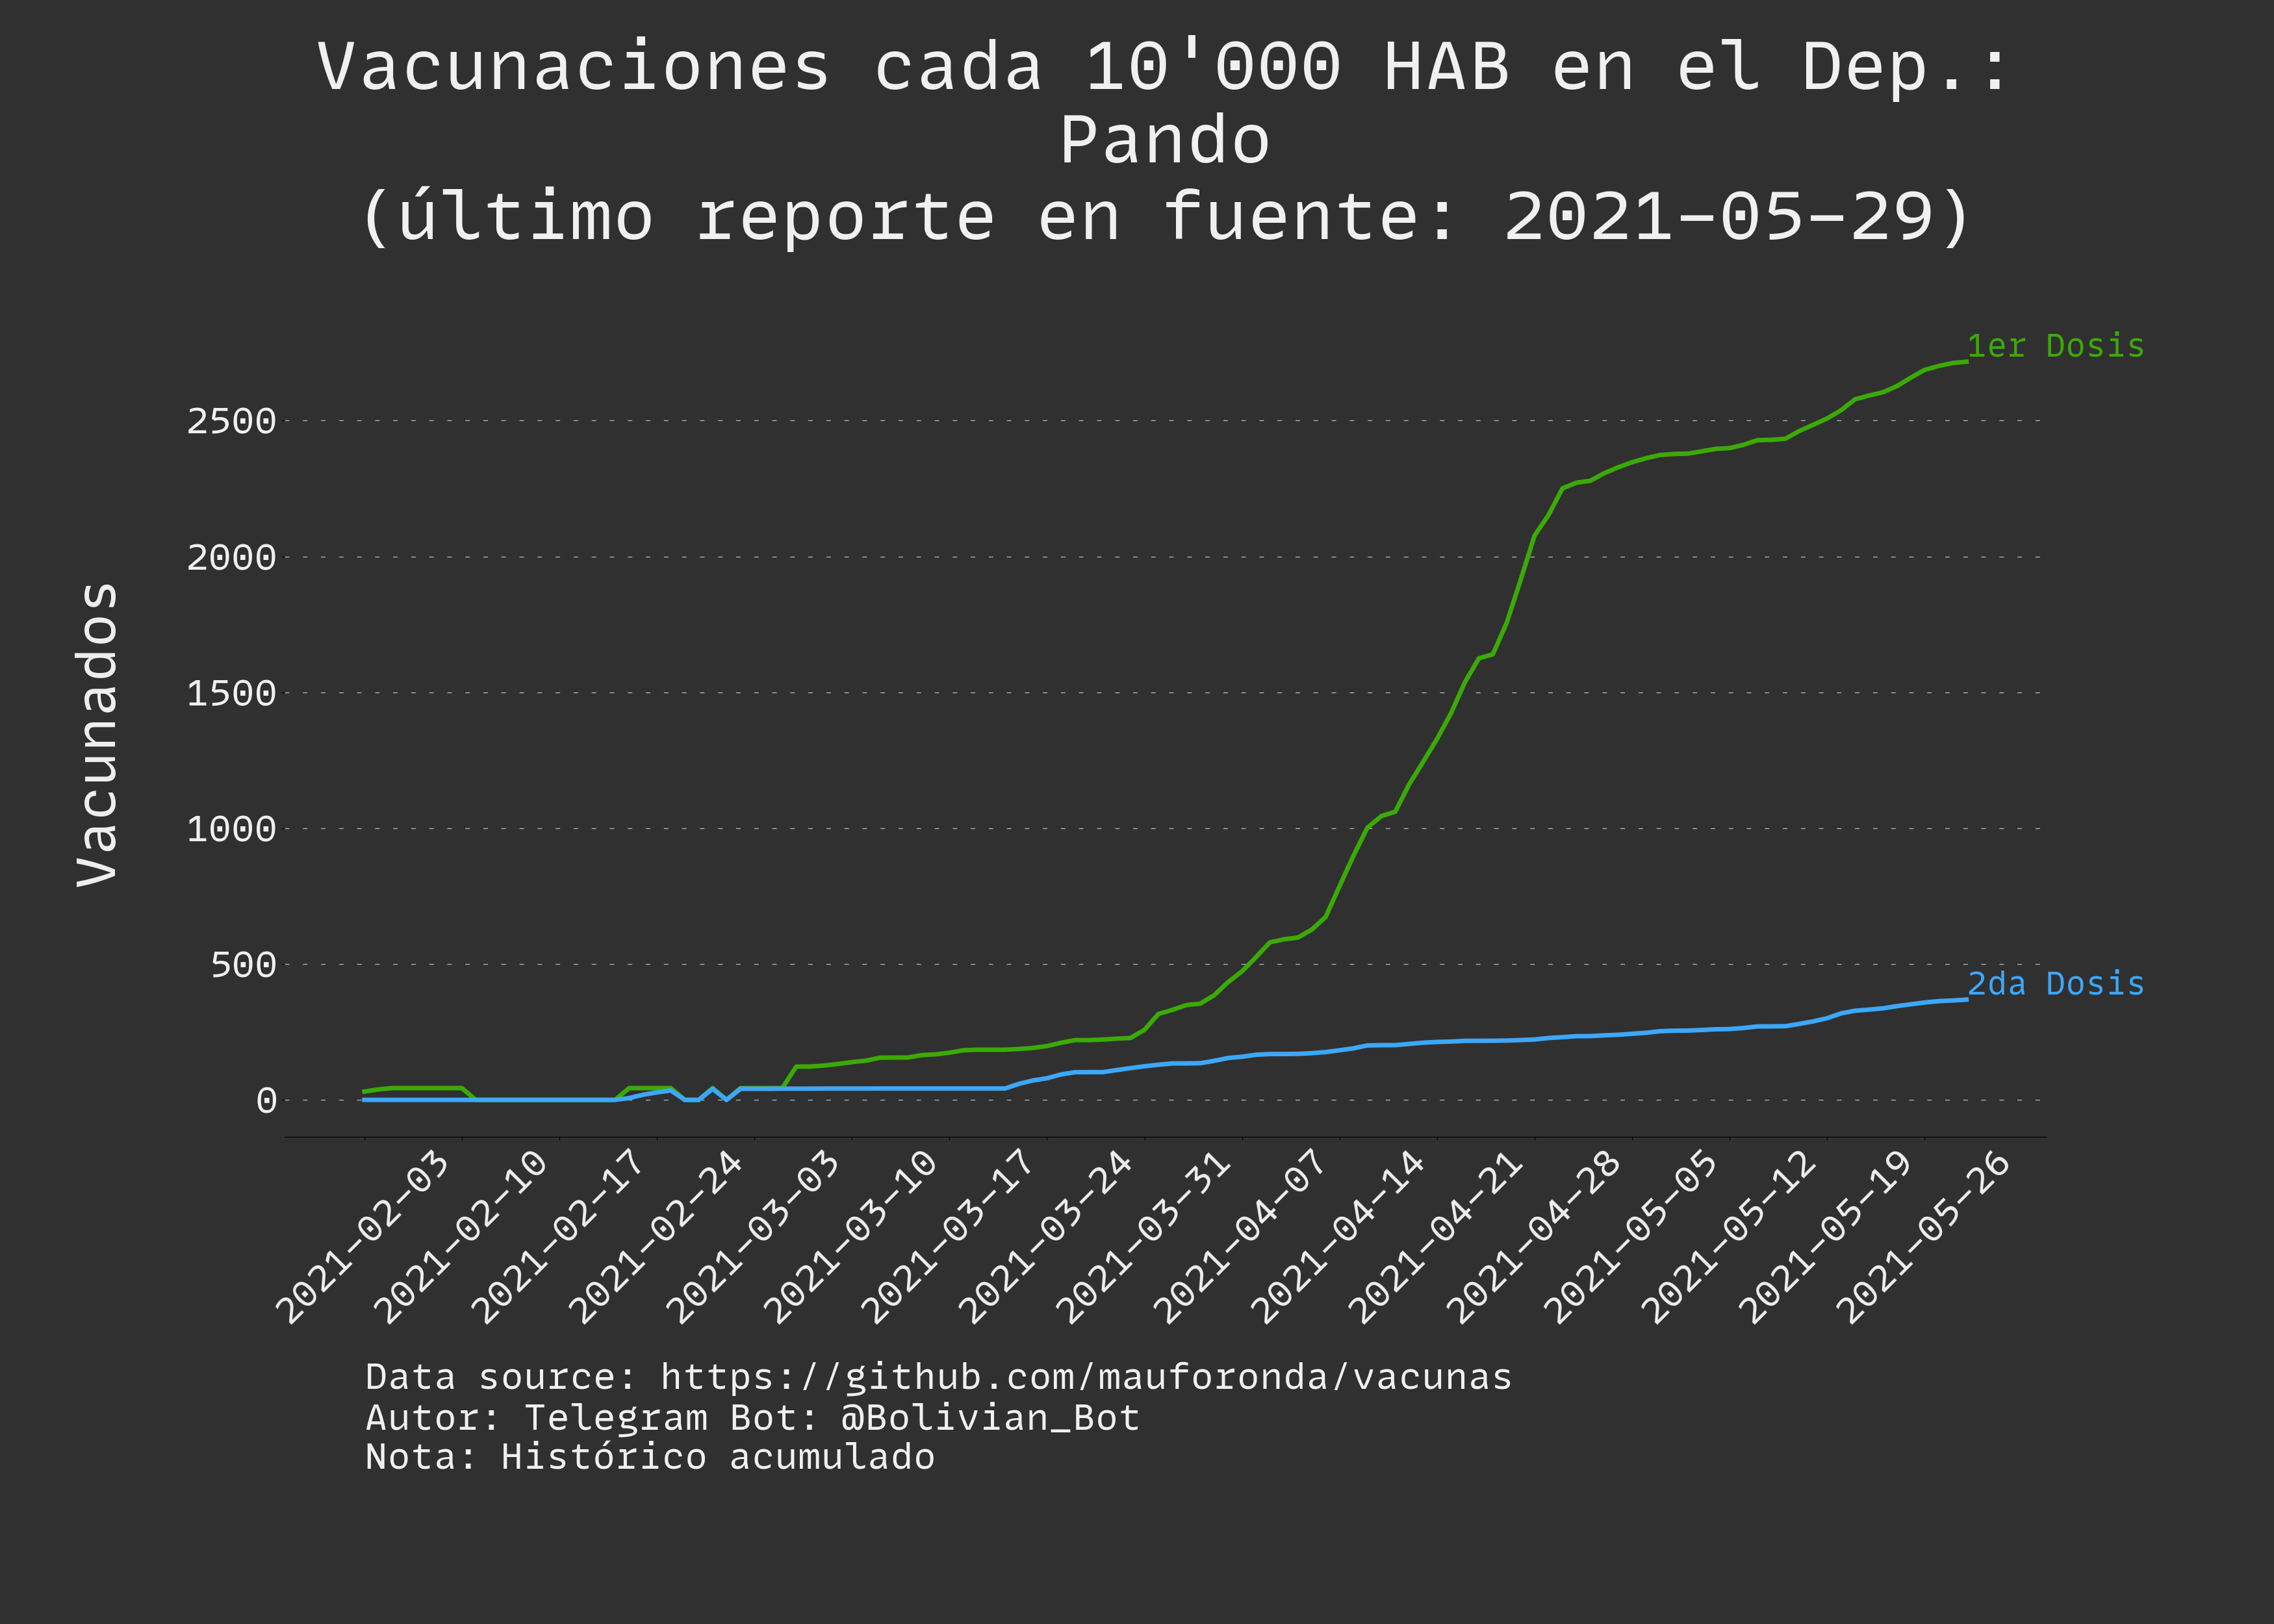 Vacunaciones cada 10'000 HAB en el Dep.:
Pando
(último reporte en fuente: 2021-05-29)
1er Dosis
2500
2000
1500
1000
500
0
Vacunados
2da Dosis
2021-02-03
2021-02-10
2021-02-17
2021-02-24
2021-03-03
2021-03-10
2021-03-17
2021-03-24
2021-03-31
2021-04-07
2021-04-14
2021-04-21
2021-04-28
2021-05-05
2021-05-12
2021-05-19
2021-05-26
Data source: https://github.com/mauforonda/vacunas
Autor: Telegram Bot: @Bolivian_Bot
Nota: Histórico acumulado